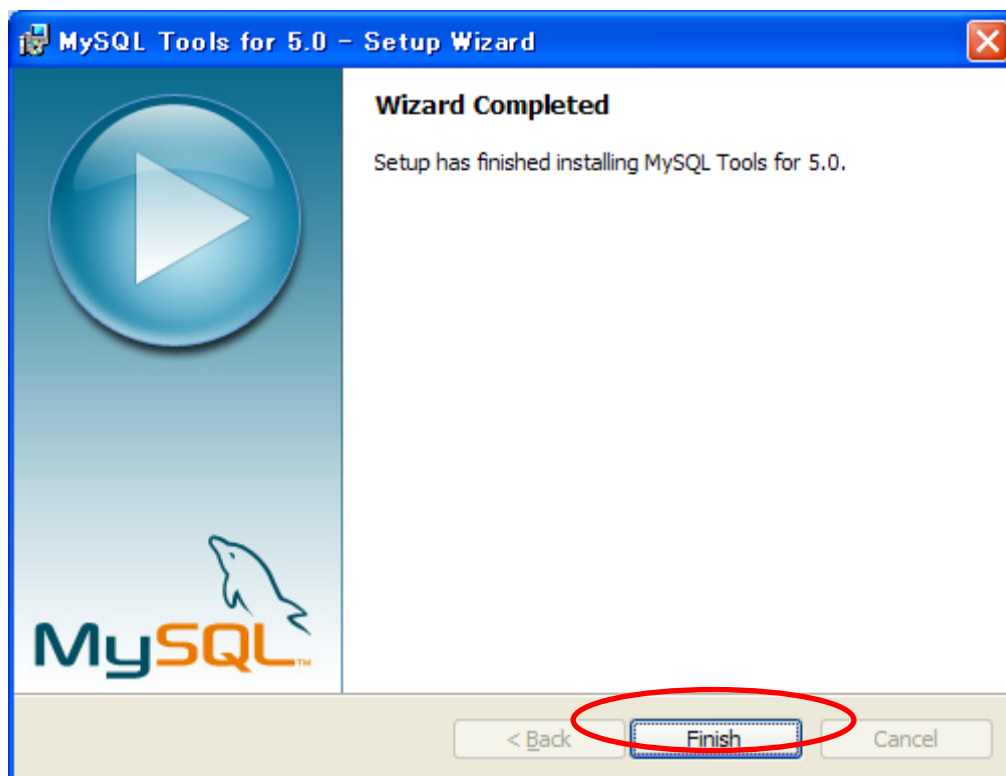 MySQL Tools for 5.0 - Setup Wizard
Wizard Completed
Setup has finished installing MySQL Tools for 5.0.
MySQL TM
< Back Finish Cancel